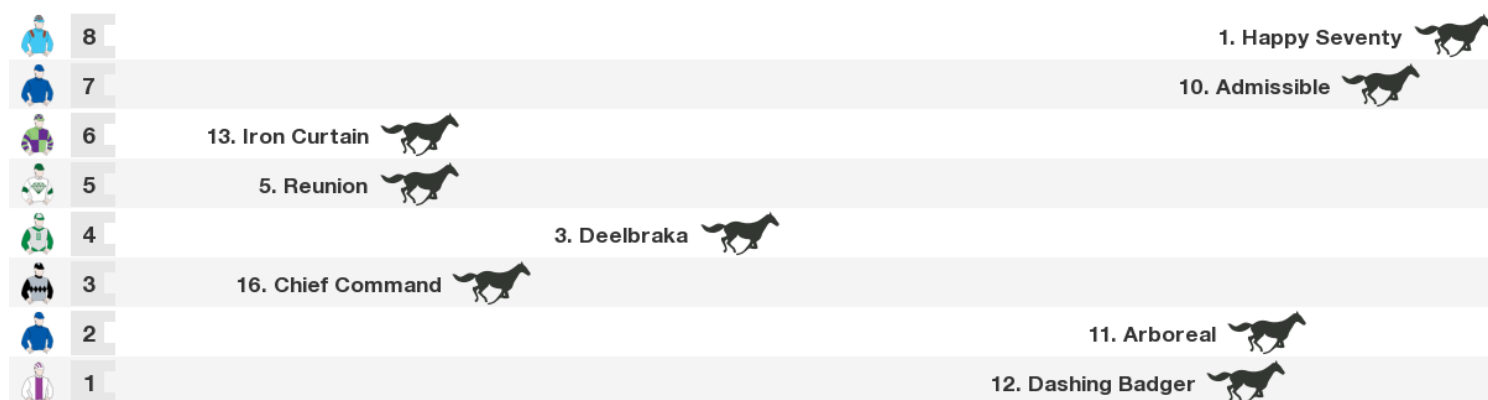 8 1. Happy Seventy
7 10. Admissible
6 13. Iron Curtain
5 5. Reunion
4 3. Deelbraka
3 16. Chief Command
2 11. Arboreal
1 12. Dashing Badger